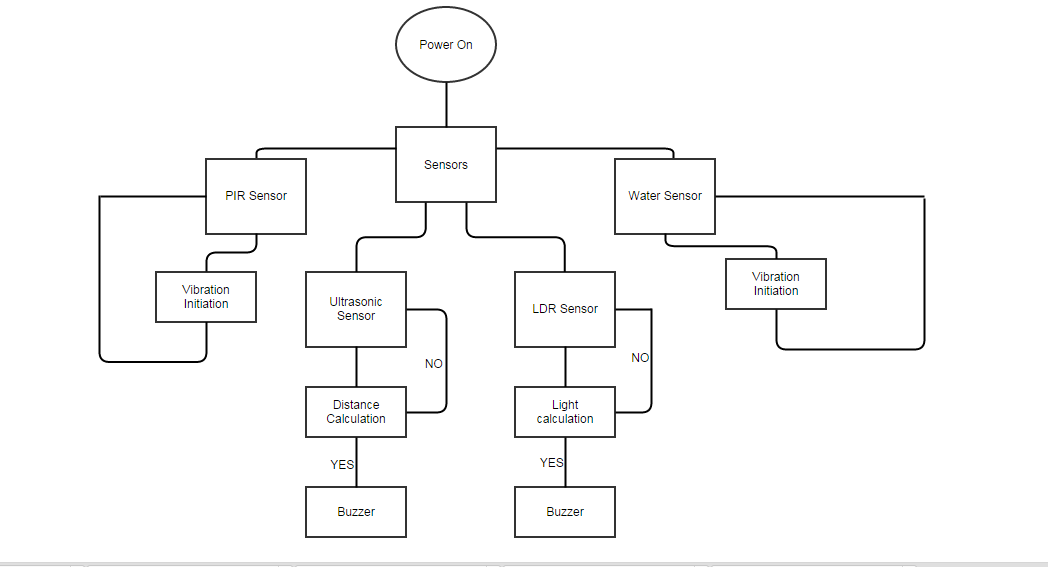 Power On
Sensors
PIR Sensor
Water Sensor
Vibration
Initiation
Vibration
Initiation
Ultrasonic
Sensor
LDR Sensor
NO
NO
Distance
Calculation
Light
calculation
YES
YES
Buzzer
Buzzer